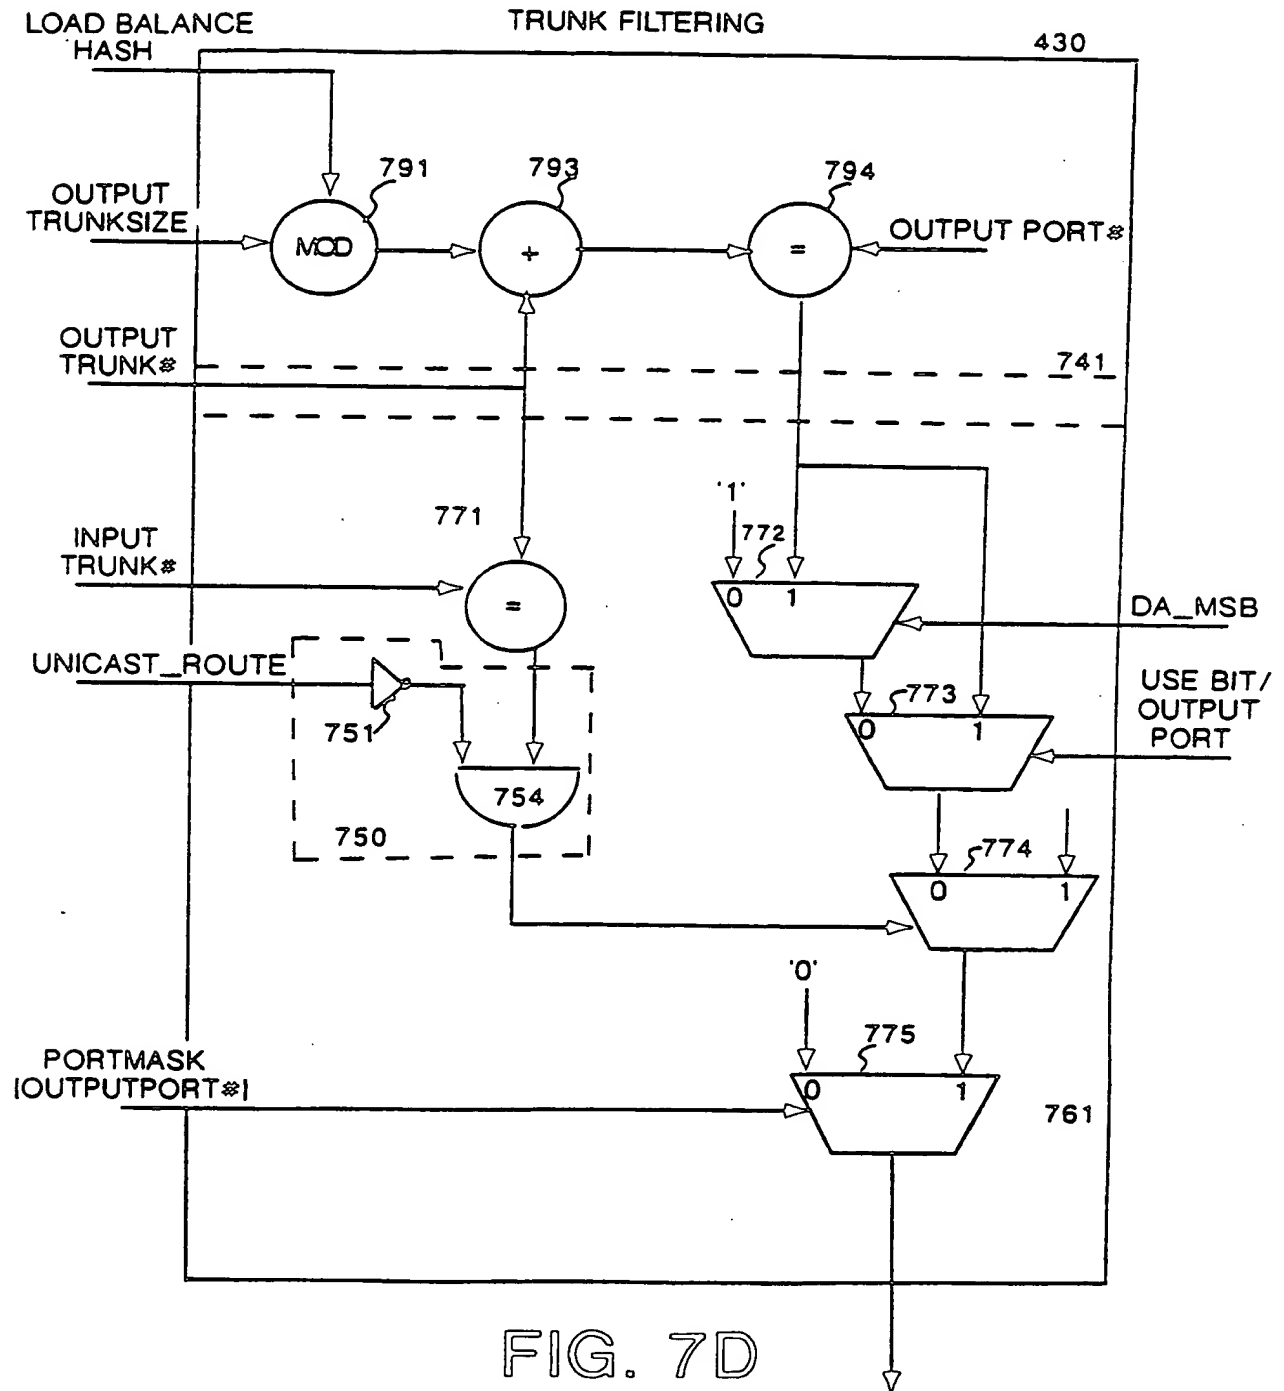 LOAD BALANCE
HASH
TRUNK FILTERING
430
791
793
794
OUTPUT
TRUNKSIZE
MOD
+
=
OUTPUT PORT#
OUTPUT
TRUNK#
741
'1'
771
772
INPUT
TRUNK#
=
0 1
DA_MSB
UNICAST_ROUTE
751
773
0 1
USE BIT/
OUTPUT
PORT
754
750
774
0 1
'0'
775
PORTMASK
[OUTPUTPORT#]
0 1
761
FIG. 7D